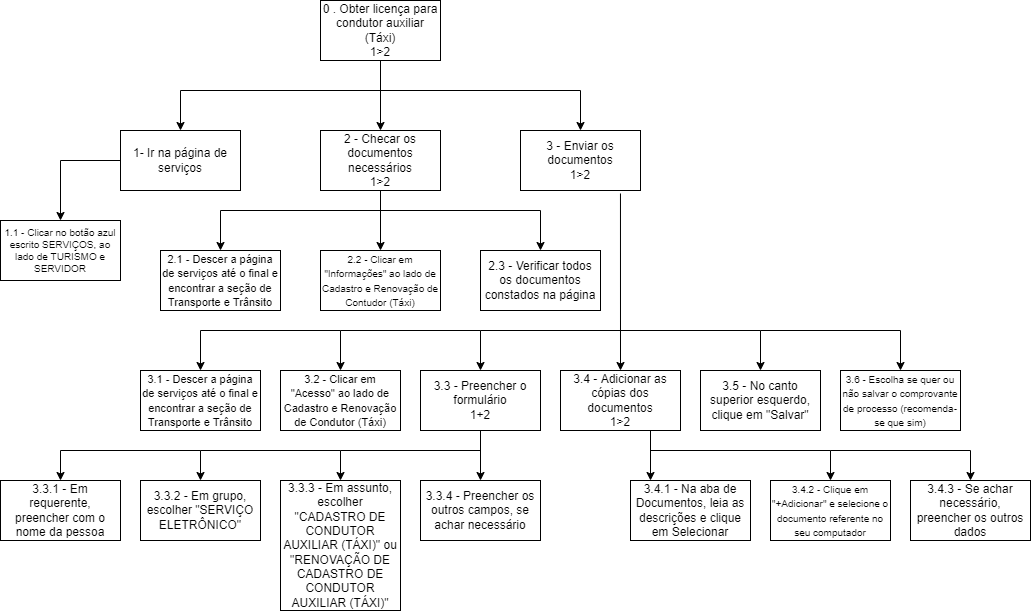 0 . Obter licença para
condutor auxiliar
(Táxi)
1>2
1- Ir na página de
serviços
2 - Checar os
documentos
necessários
1>2
3 - Enviar os
documentos
1>2
1.1 - Clicar no botão azul
escrito SERVIÇOS, ao
lado de TURISMO e
SERVIDOR
2.1 - Descer a página
de serviços até o final e
encontrar a seção de
Transporte e Trânsito
2.2 - Clicar em
"Informações" ao lado de
Cadastro e Renovação de
Contudor (Táxi)
2.3 - Verificar todos
os documentos
constados na página
3.1 - Descer a página
de serviços até o final e
encontrar a seção de
Transporte e Trânsito
3.2 - Clicar em
"Acesso" ao lado de
Cadastro e Renovação
de Condutor (Táxi)
3.3 - Preencher o
formulário
1+2
3.4 - Adicionar as
cópias dos
documentos
1>2
3.5 - No canto
superior esquerdo,
clique em "Salvar"
3.6 - Escolha se quer ou
não salvar o comprovante
de processo (recomenda-
se que sim)
3.3.1 - Em
requerente,
preencher com o
nome da pessoa
3.3.2 - Em grupo,
escolher "SERVIÇO
ELETRÔNICO"
3.3.3 - Em assunto,
escolher
"CADASTRO DE
CONDUTOR
AUXILIAR (TÁXI)" ou
"RENOVAÇÃO DE
CADASTRO DE
CONDUTOR
AUXILIAR (TÁXI)"
3.3.4 - Preencher os
outros campos, se
achar necessário
3.4.1 - Na aba de
Documentos, leia as
descrições e clique
em Selecionar
3.4.2 - Clique em
"+Adicionar" e selecione o
documento referente no
seu computador
3.4.3 - Se achar
necessário,
preencher os outros
dados